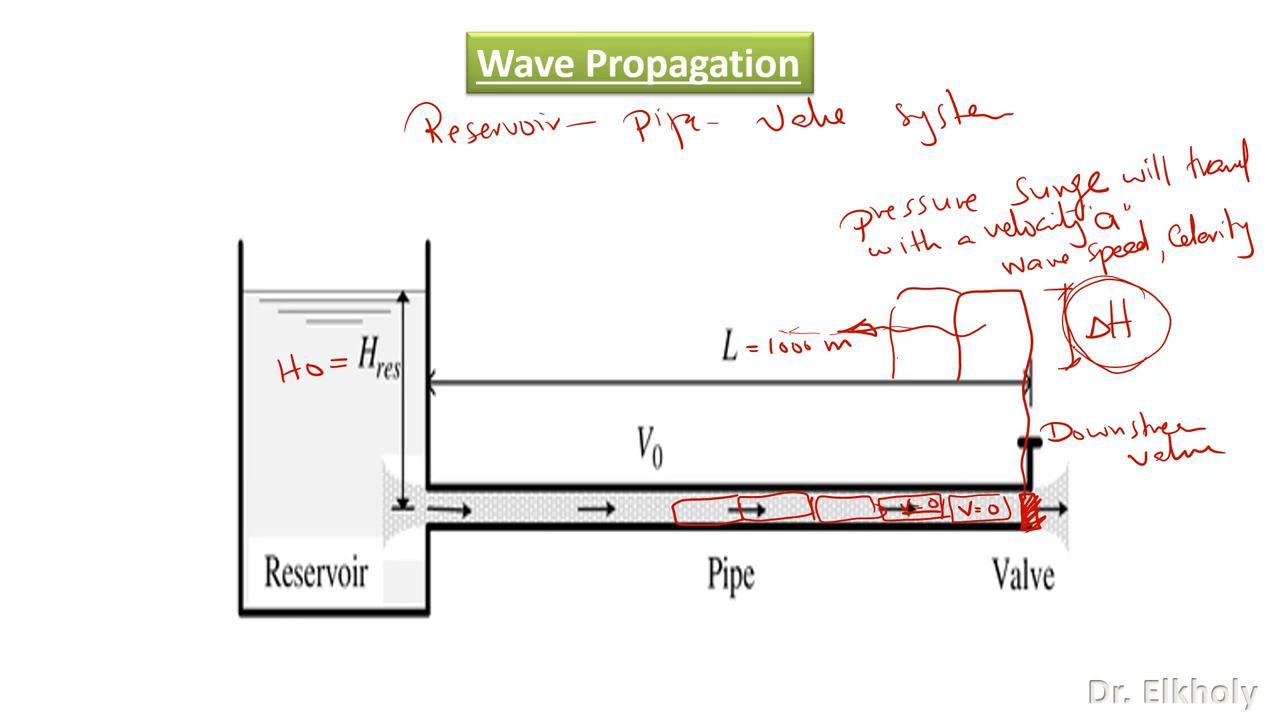 Wave Propagation
Reservoir - Pipe - Valve system
Pressure Surge will travel
with a velocity "a"
wave speed, Celerity
ΔH
L = 1000 m
H0 = Hres
V0
Downstream
valve
V=0 V=0
Reservoir
Pipe
Valve
Dr. Elkholy